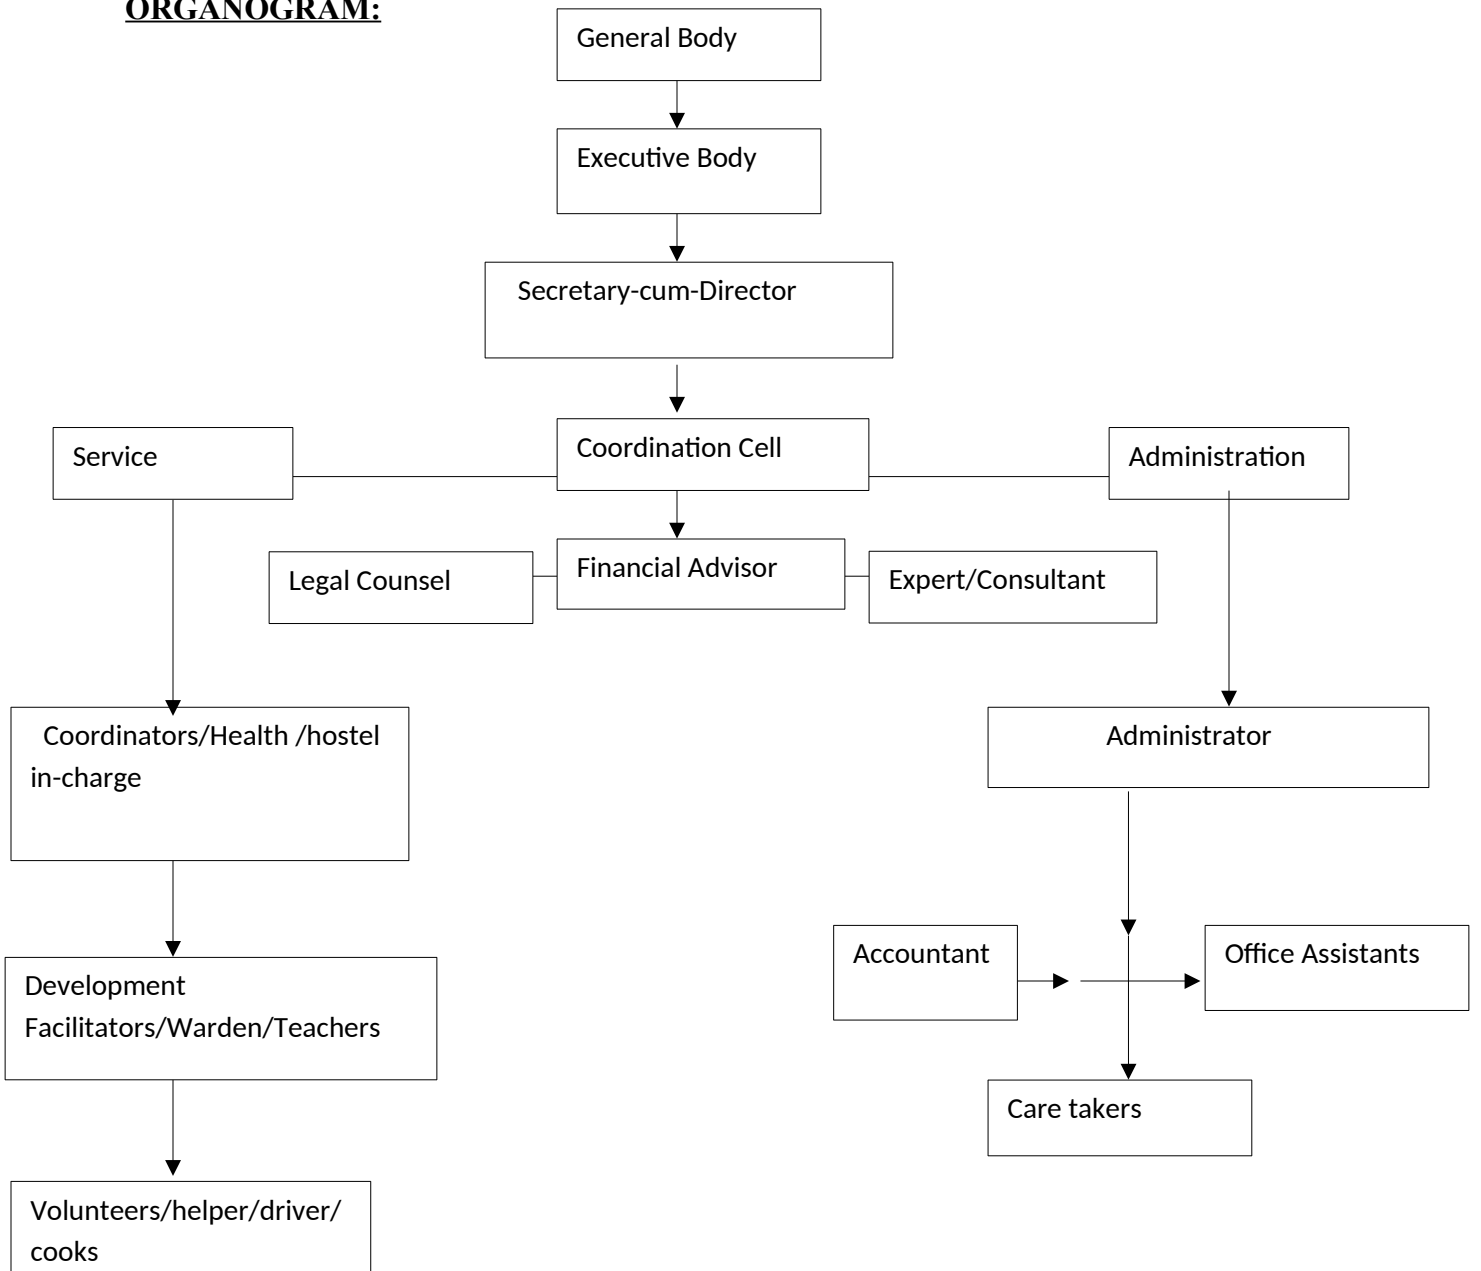 ORGANOGRAM:
General Body
Executive Body
Secretary-cum-Director
Service
Coordination Cell
Administration
Legal Counsel
Financial Advisor
Expert/Consultant
Coordinators/Health /hostel
in-charge
Administrator
Accountant
Office Assistants
Development
Facilitators/Warden/Teachers
Care takers
Volunteers/helper/driver/
cooks